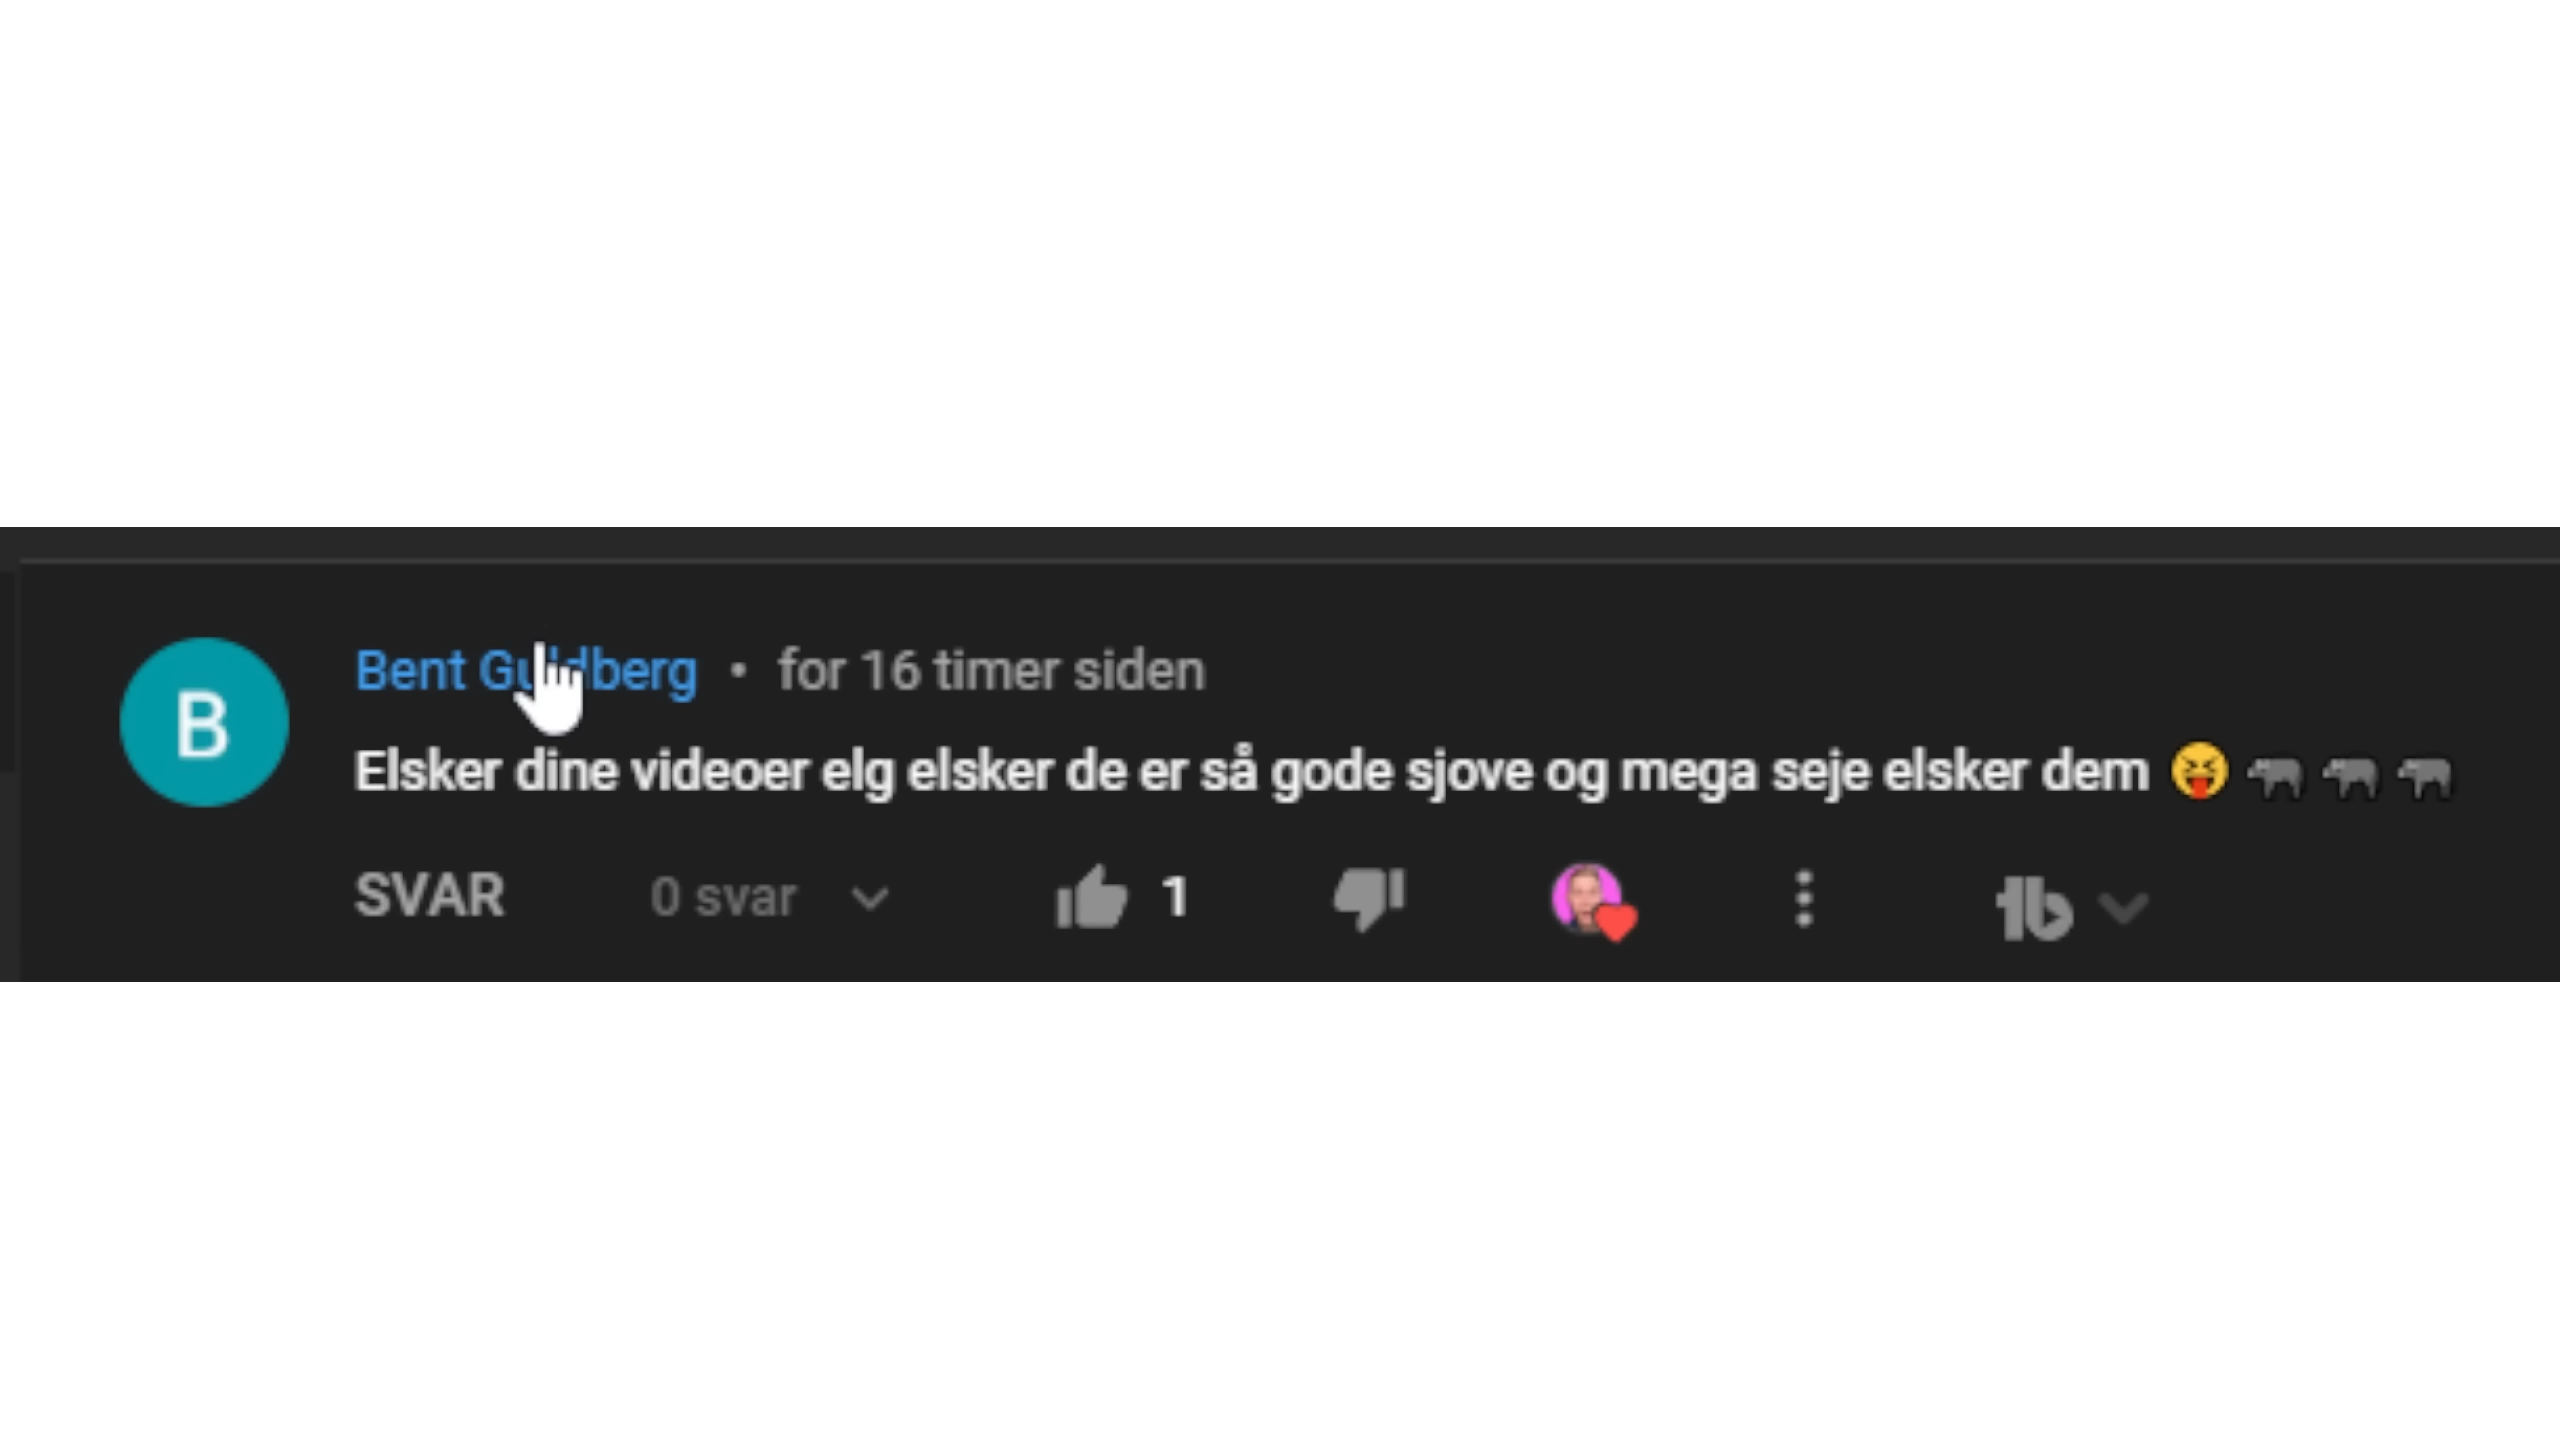 B
Bent Guldberg • for 16 timer siden
Elsker dine videoer elg elsker de er så gode sjove og mega seje elsker dem 😝 🦏 🦏 🦏
SVAR 0 svar 1